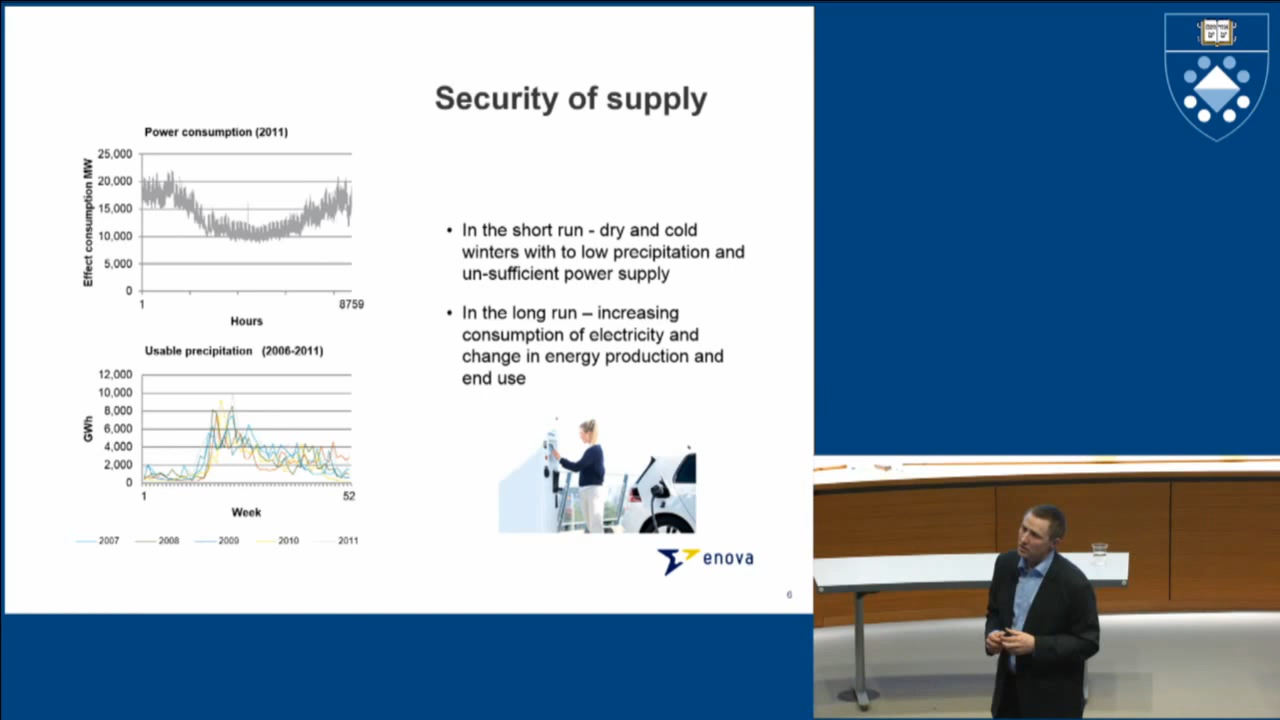 Security of supply
Power consumption (2011)
Effect consumption MW
25,000
20,000
15,000
10,000
5,000
0
1
8759
Hours
Usable precipitation (2006-2011)
GWh
12,000
10,000
8,000
6,000
4,000
2,000
0
1
52
Week
2007
2008
2009
2010
2011
• In the short run - dry and cold
winters with to low precipitation and
un-sufficient power supply
• In the long run – increasing
consumption of electricity and
change in energy production and
end use
enova
6